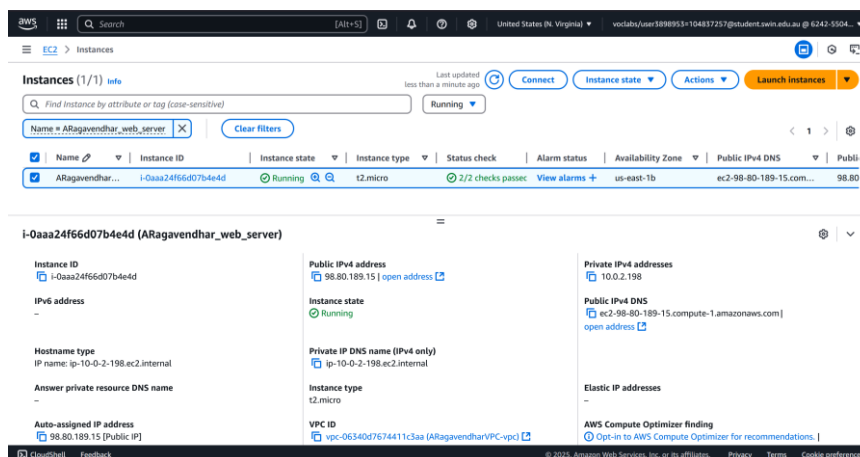 aws Search [Alt+S] United States (N. Virginia) ▼ voclabs/user3898953=104837257@student.swin.edu.au @ 6242-5504...
EC2 > Instances
Instances (1/1) Info
Last updated
less than a minute ago
Connect Instance state ▼ Actions ▼ Launch instances ▼
Find Instance by attribute or tag (case-sensitive) Running ▼
Name = ARagavendhar_web_server X Clear filters < 1 >
Name Instance ID Instance state Instance type Status check Alarm status Availability Zone Public IPv4 DNS Publi
ARagavendhar... i-0aaa24f66d07b4e4d Running t2.micro 2/2 checks passec View alarms + us-east-1b ec2-98-80-189-15.com... 98.80
i-0aaa24f66d07b4e4d (ARagavendhar_web_server)
Instance ID Public IPv4 address Private IPv4 addresses
i-0aaa24f66d07b4e4d 98.80.189.15 | open address 10.0.2.198
IPv6 address Instance state Public IPv4 DNS
– Running ec2-98-80-189-15.compute-1.amazonaws.com |
open address
Hostname type Private IP DNS name (IPv4 only)
IP name: ip-10-0-2-198.ec2.internal ip-10-0-2-198.ec2.internal
Answer private resource DNS name Instance type Elastic IP addresses
– t2.micro –
Auto-assigned IP address VPC ID AWS Compute Optimizer finding
98.80.189.15 [Public IP] vpc-06340d7674411c3aa (ARagavendharVPC-vpc) Opt-in to AWS Compute Optimizer for recommendations. |
CloudShell Feedback © 2025, Amazon Web Services, Inc. or its affiliates. Privacy Terms Cookie preference